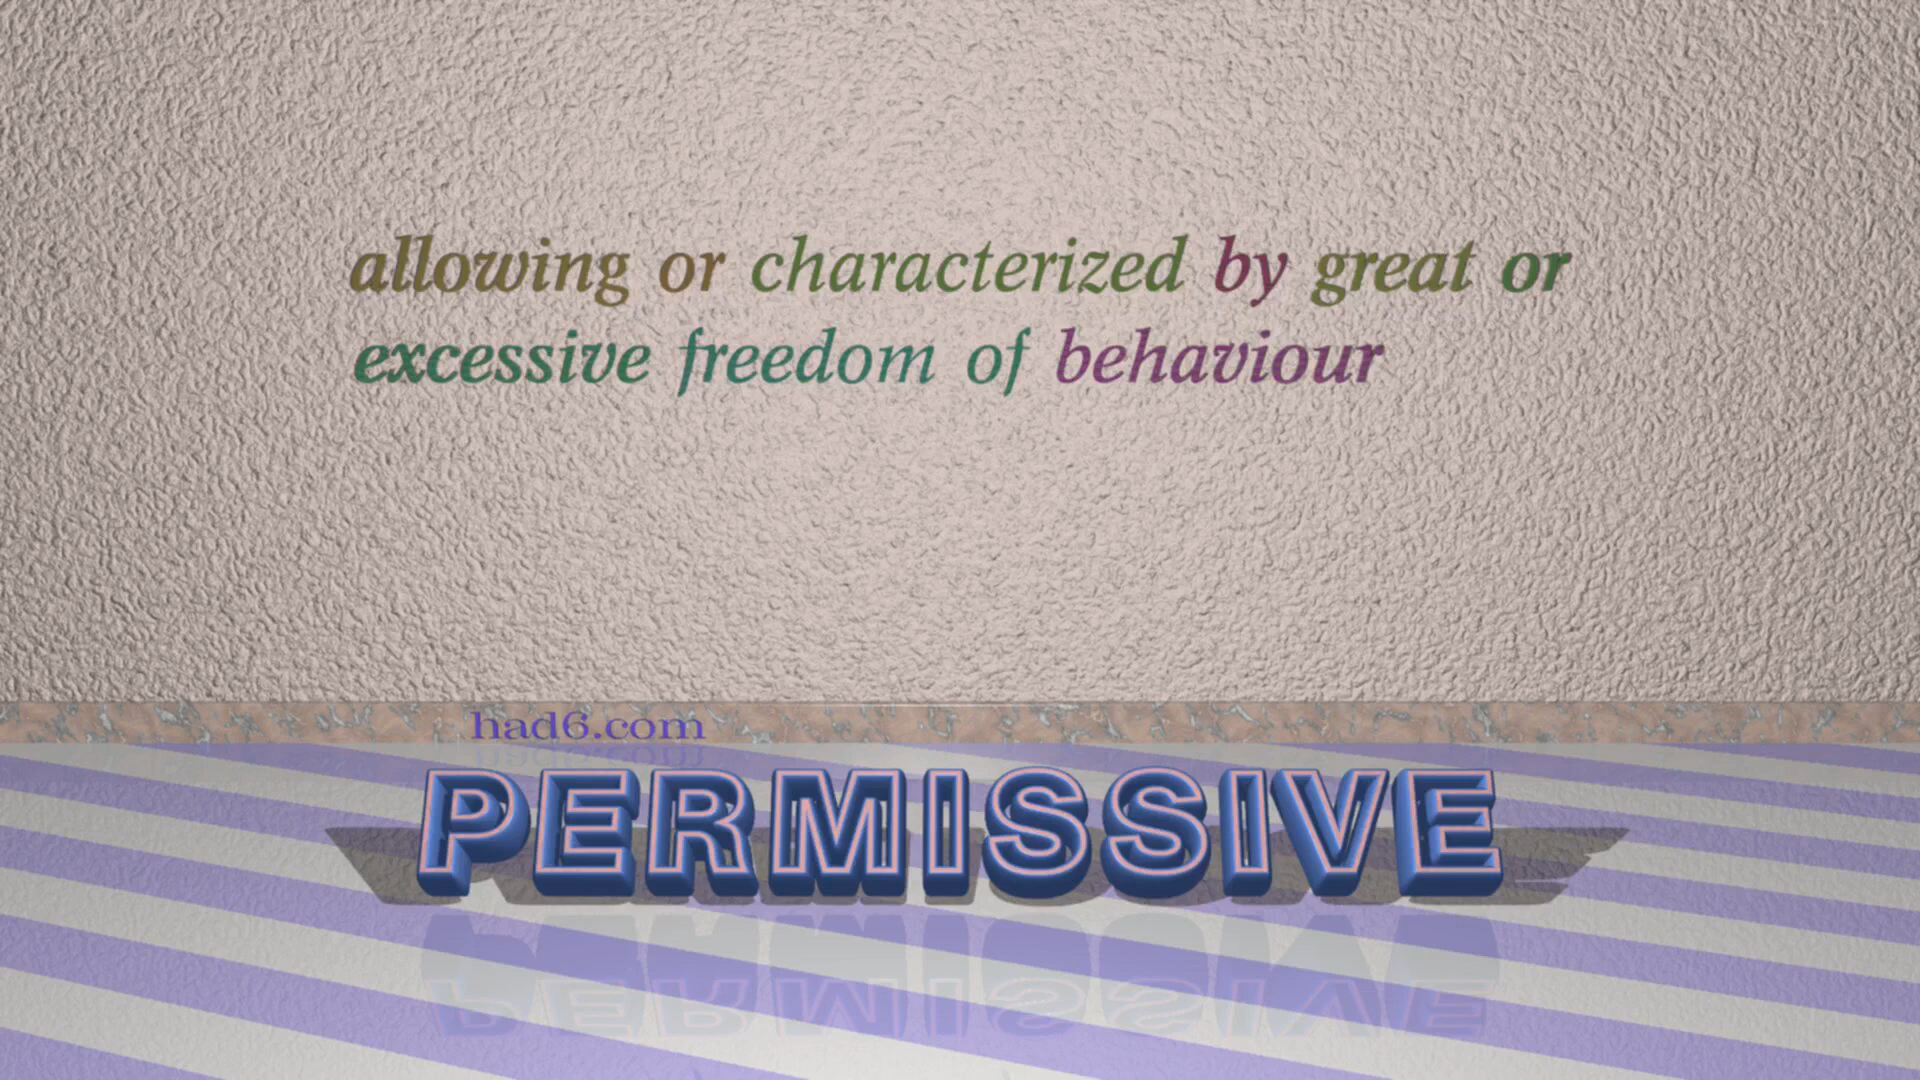 allowing or characterized by great or
excessive freedom of behaviour
had6.com
PERMISSIVE